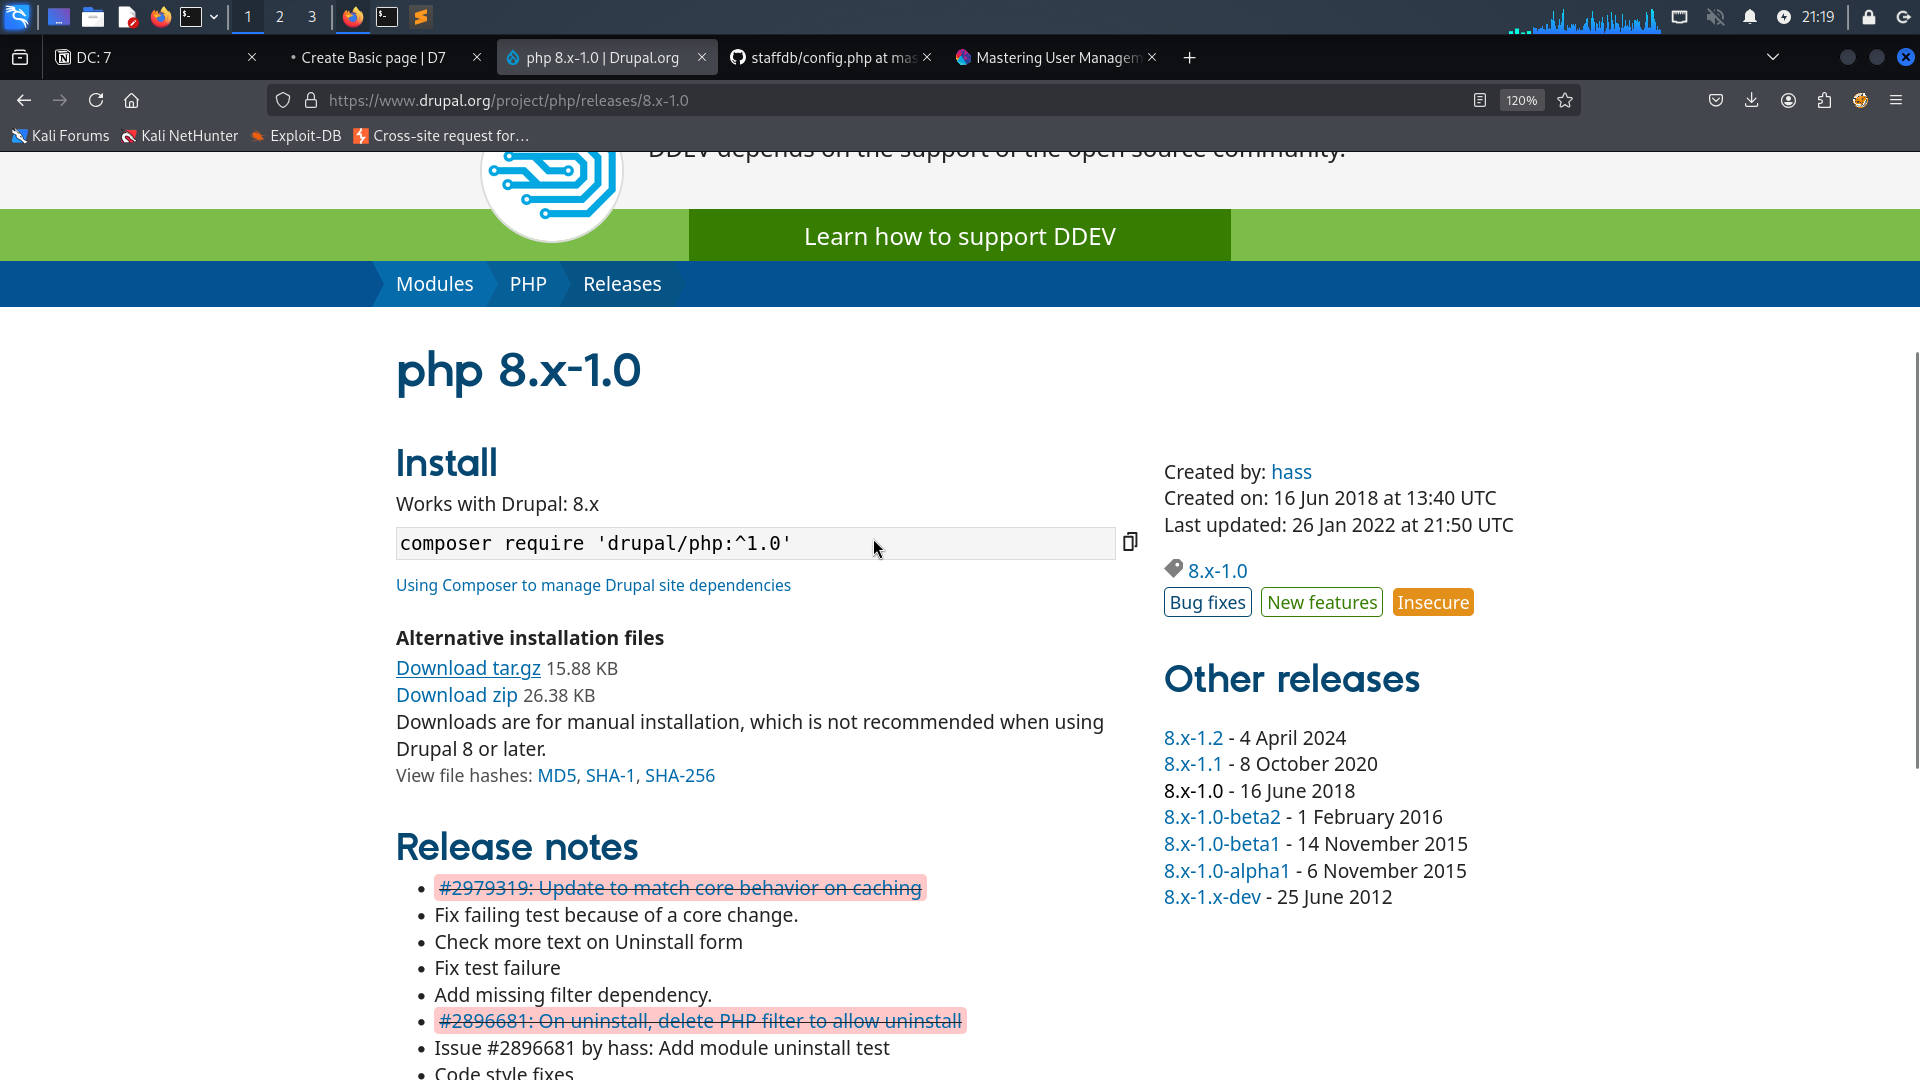 1
2
3
21:19
DC: 7
Create Basic page | D7
php 8.x-1.0 | Drupal.org
staffdb/config.php at mas
Mastering User Managem
https://www.drupal.org/project/php/releases/8.x-1.0
120%
Kali Forums
Kali NetHunter
Exploit-DB
Cross-site request for...
DDEV depends on the support of the open source community.
Learn how to support DDEV
Modules
PHP
Releases
php 8.x-1.0
Install
Works with Drupal: 8.x
composer require 'drupal/php:^1.0'
Using Composer to manage Drupal site dependencies
Alternative installation files
Download tar.gz 15.88 KB
Download zip 26.38 KB
Downloads are for manual installation, which is not recommended when using
Drupal 8 or later.
View file hashes: MD5, SHA-1, SHA-256
Release notes
#2979319: Update to match core behavior on caching
Fix failing test because of a core change.
Check more text on Uninstall form
Fix test failure
Add missing filter dependency.
#2896681: On uninstall, delete PHP filter to allow uninstall
Issue #2896681 by hass: Add module uninstall test
Code style fixes
Created by: hass
Created on: 16 Jun 2018 at 13:40 UTC
Last updated: 26 Jan 2022 at 21:50 UTC
8.x-1.0
Bug fixes
New features
Insecure
Other releases
8.x-1.2 - 4 April 2024
8.x-1.1 - 8 October 2020
8.x-1.0 - 16 June 2018
8.x-1.0-beta2 - 1 February 2016
8.x-1.0-beta1 - 14 November 2015
8.x-1.0-alpha1 - 6 November 2015
8.x-1.x-dev - 25 June 2012